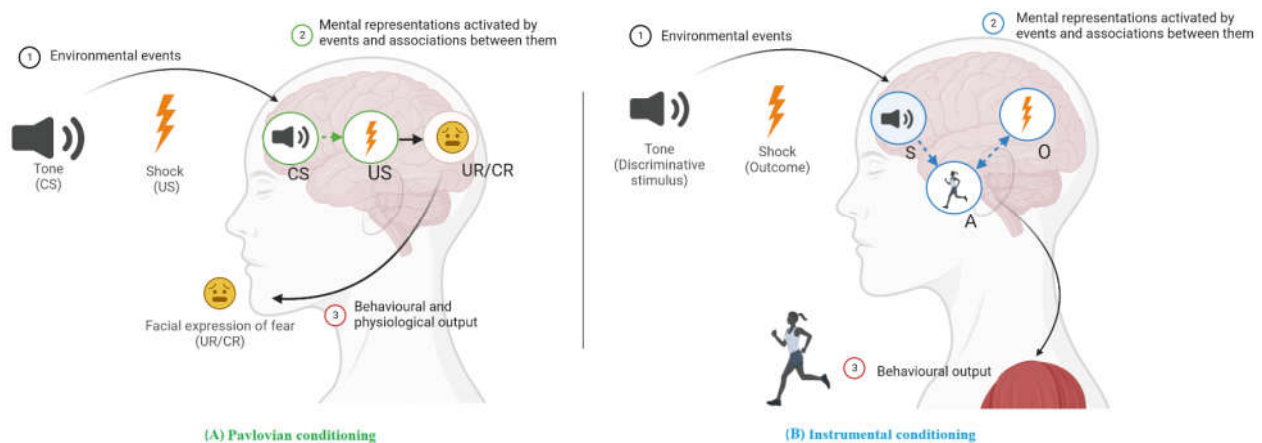 2
Mental representations activated by
events and associations between them
1
Environmental events
Tone
(CS)
Shock
(US)
CS
US
UR/CR
Facial expression of fear
(UR/CR)
3
Behavioural and
physiological output
(A) Pavlovian conditioning
2
Mental representations activated by
events and associations between them
1
Environmental events
Tone
(Discriminative
stimulus)
Shock
(Outcome)
S
O
A
3
Behavioural output
(B) Instrumental conditioning